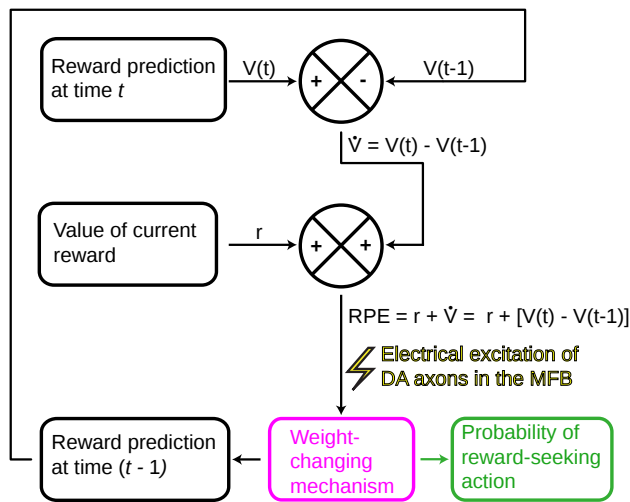 Reward prediction
at time t
V(t)
+
-
V(t-1)
V̇ = V(t) - V(t-1)
Value of current
reward
r
+
+
RPE = r + V̇ = r + [V(t) - V(t-1)]
Electrical excitation of
DA axons in the MFB
Reward prediction
at time (t - 1)
Weight-
changing
mechanism
Probability of
reward-seeking
action